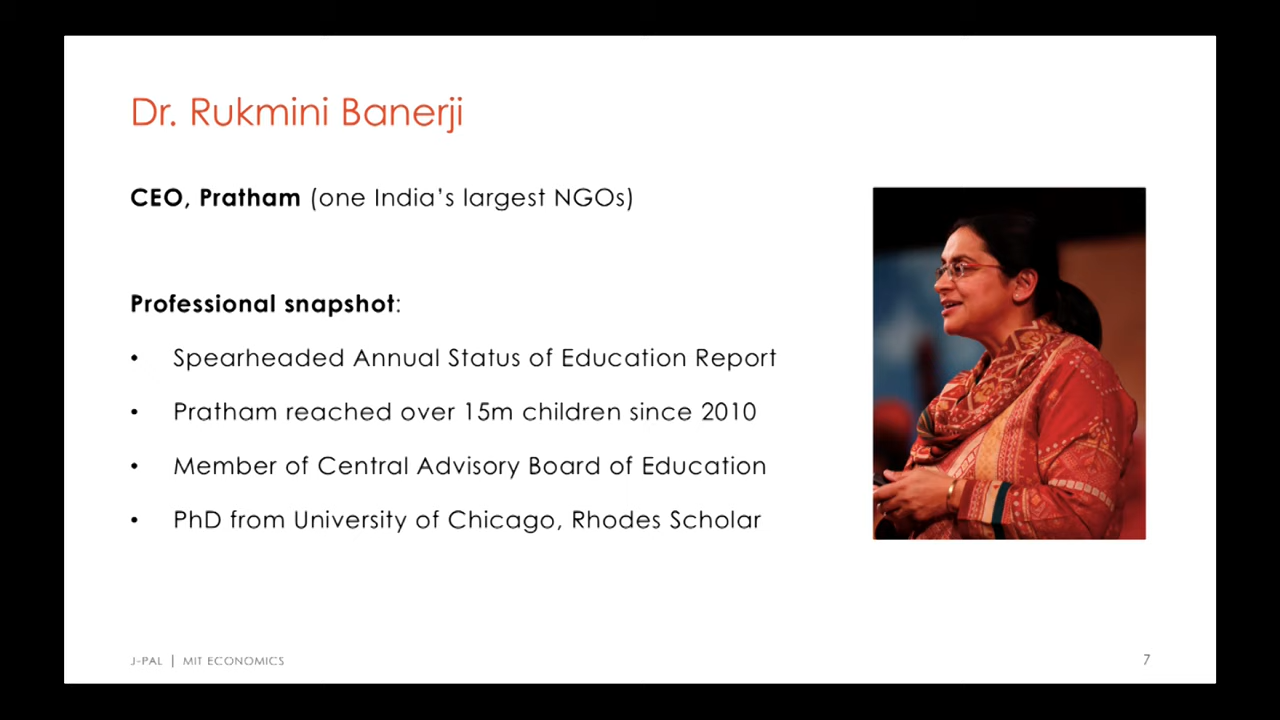 Dr. Rukmini Banerji
CEO, Pratham (one India’s largest NGOs)
Professional snapshot:
• Spearheaded Annual Status of Education Report
• Pratham reached over 15m children since 2010
• Member of Central Advisory Board of Education
• PhD from University of Chicago, Rhodes Scholar
J-PAL | MIT ECONOMICS
7